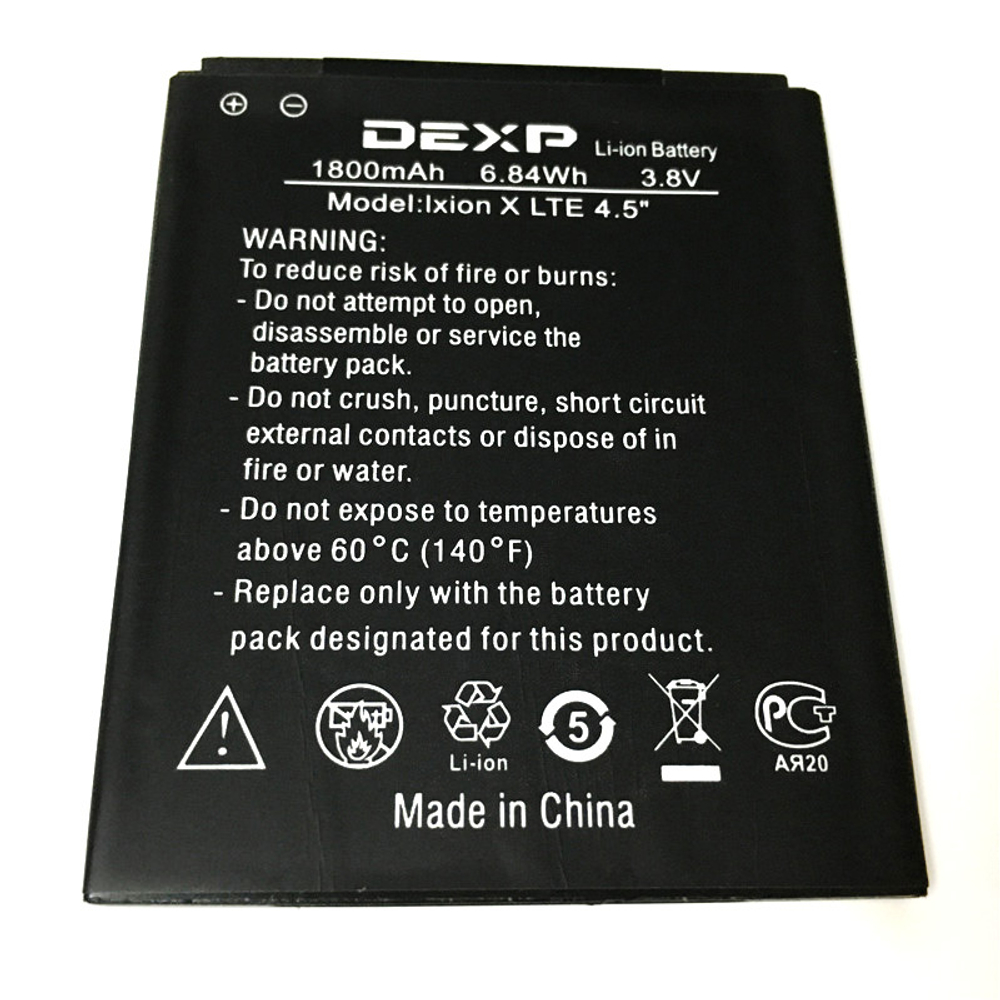 DEXP Li-ion Battery
1800mAh 6.84Wh 3.8V
Model:Ixion X LTE 4.5"
WARNING:
To reduce risk of fire or burns:
- Do not attempt to open,
disassemble or service the
battery pack.
- Do not crush, puncture, short circuit
external contacts or dispose of in
fire or water.
- Do not expose to temperatures
above 60°C (140°F)
- Replace only with the battery
pack designated for this product.
5
РСТ
Li-ion
АЯ20
Made in China